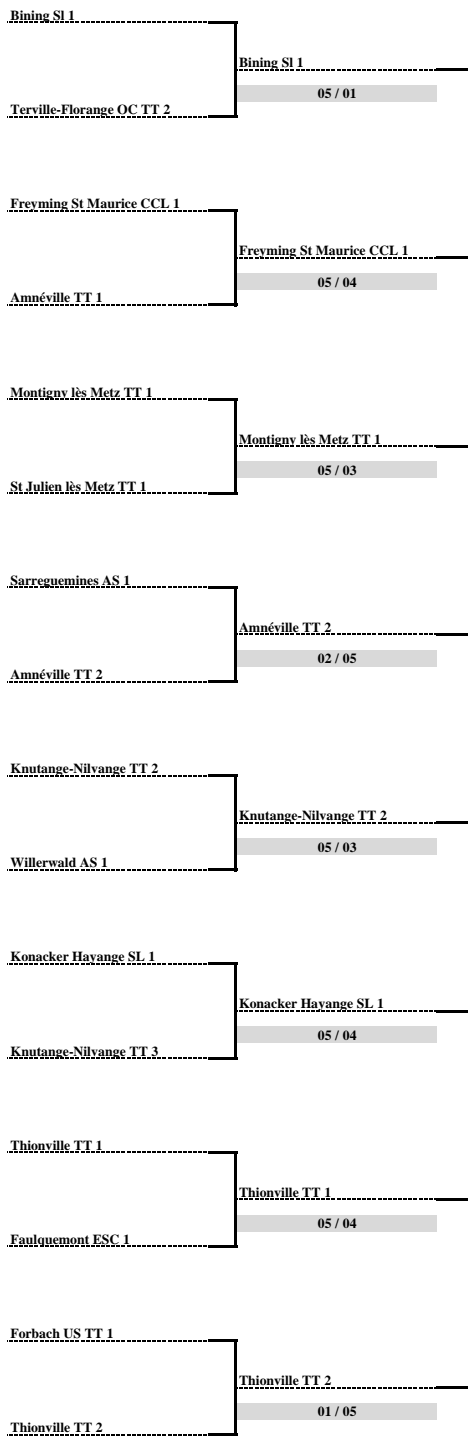 Bining Sl 1
Bining Sl 1
05 / 01
Terville-Florange OC TT 2
Freyming St Maurice CCL 1
Freyming St Maurice CCL 1
05 / 04
Amnéville TT 1
Montigny lès Metz TT 1
Montigny lès Metz TT 1
05 / 03
St Julien lès Metz TT 1
Sarreguemines AS 1
Amnéville TT 2
02 / 05
Amnéville TT 2
Knutange-Nilvange TT 2
Knutange-Nilvange TT 2
05 / 03
Willerwald AS 1
Konacker Hayange SL 1
Konacker Hayange SL 1
05 / 04
Knutange-Nilvange TT 3
Thionville TT 1
Thionville TT 1
05 / 04
Faulquemont ESC 1
Forbach US TT 1
Thionville TT 2
01 / 05
Thionville TT 2